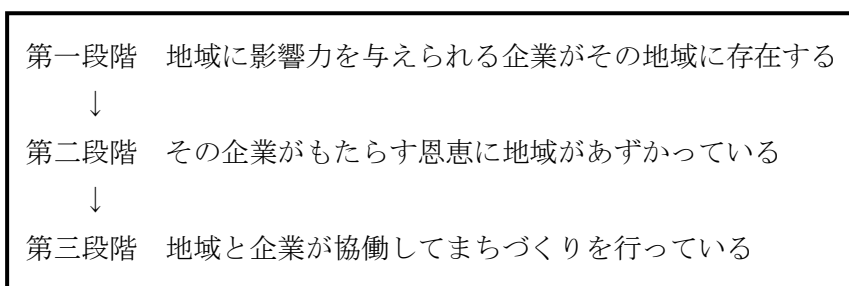 第一段階　地域に影響力を与えられる企業がその地域に存在する
↓
第二段階　その企業がもたらす恩恵に地域があずかっている
↓
第三段階　地域と企業が協働してまちづくりを行っている